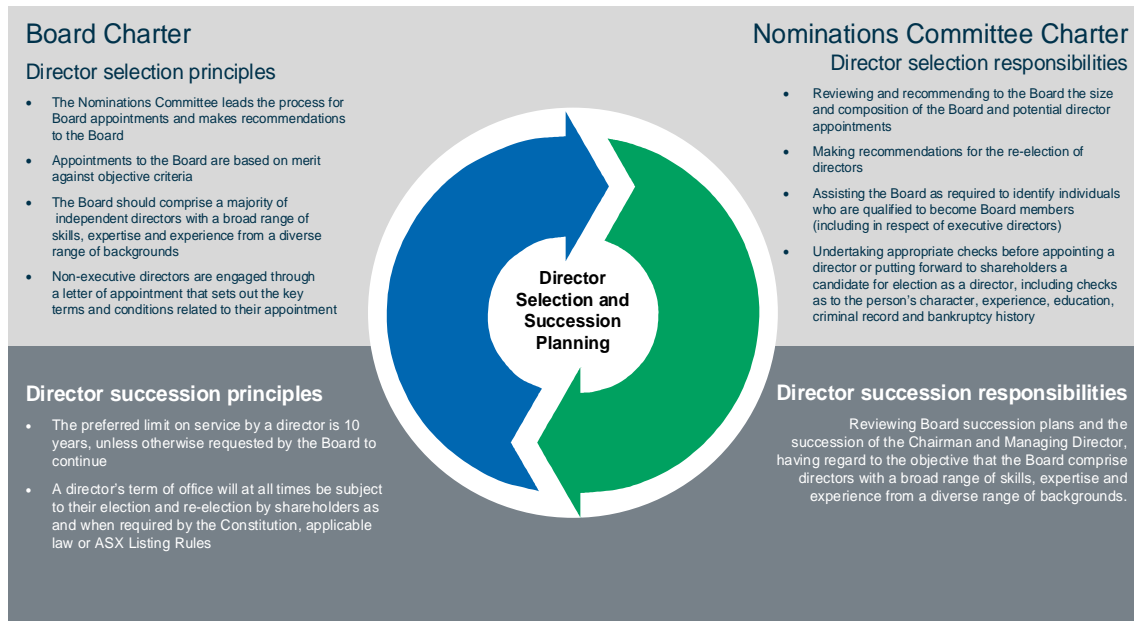 Board Charter
Director selection principles
• The Nominations Committee leads the process for
Board appointments and makes recommendations
to the Board
• Appointments to the Board are based on merit
against objective criteria
• The Board should comprise a majority of
independent directors with a broad range of
skills, expertise and experience from a diverse
range of backgrounds
• Non-executive directors are engaged through
a letter of appointment that sets out the key
terms and conditions related to their appointment
Nominations Committee Charter
Director selection responsibilities
• Reviewing and recommending to the Board the size
and composition of the Board and potential director
appointments
• Making recommendations for the re-election of
directors
• Assisting the Board as required to identify individuals
who are qualified to become Board members
(including in respect of executive directors)
• Undertaking appropriate checks before appointing a
director or putting forward to shareholders a
candidate for election as a director, including checks
as to the person's character, experience, education,
criminal record and bankruptcy history
Director
Selection and
Succession
Planning
Director succession principles
• The preferred limit on service by a director is 10
years, unless otherwise requested by the Board to
continue
• A director's term of office will at all times be subject
to their election and re-election by shareholders as
and when required by the Constitution, applicable
law or ASX Listing Rules
Director succession responsibilities
Reviewing Board succession plans and the
succession of the Chairman and Managing Director,
having regard to the objective that the Board comprise
directors with a broad range of skills, expertise and
experience from a diverse range of backgrounds.